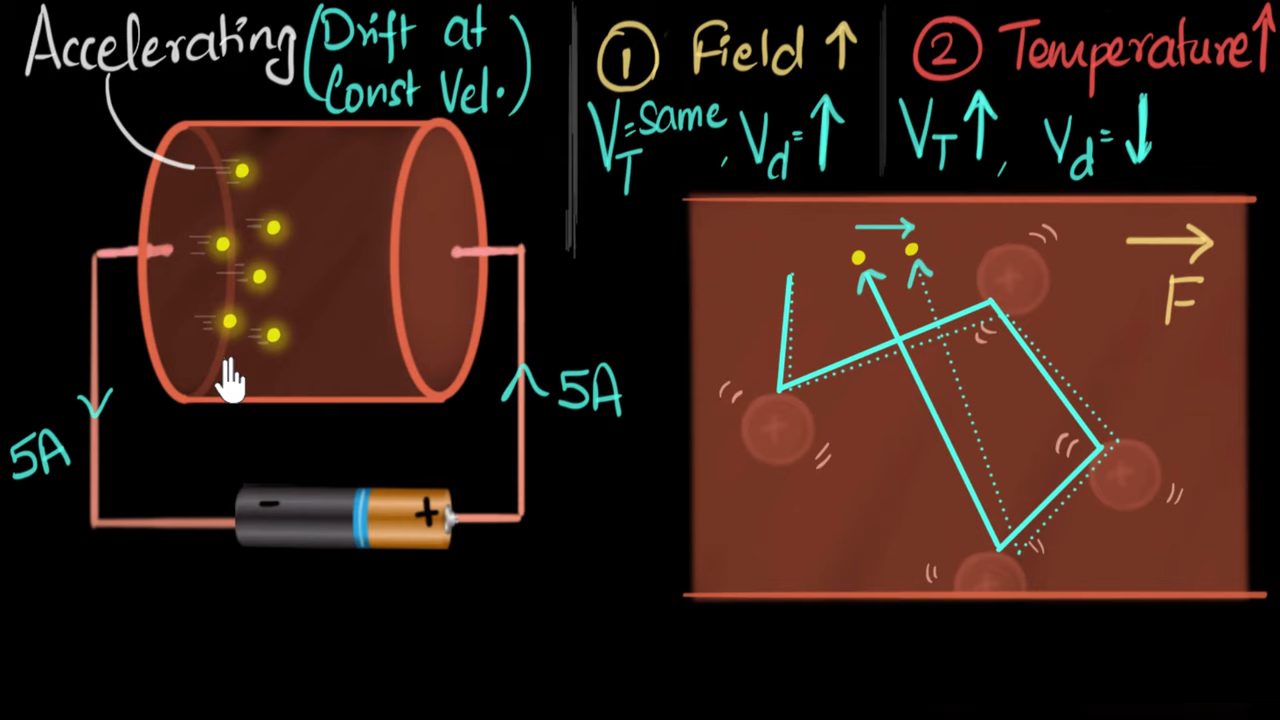 Accelerating (Drift at
Const Vel.)
① Field ↑
V_T = same, V_d = ↑
② Temperature ↑
V_T ↑, V_d = ↓
F
5A
5A
- +
+
+
+
+